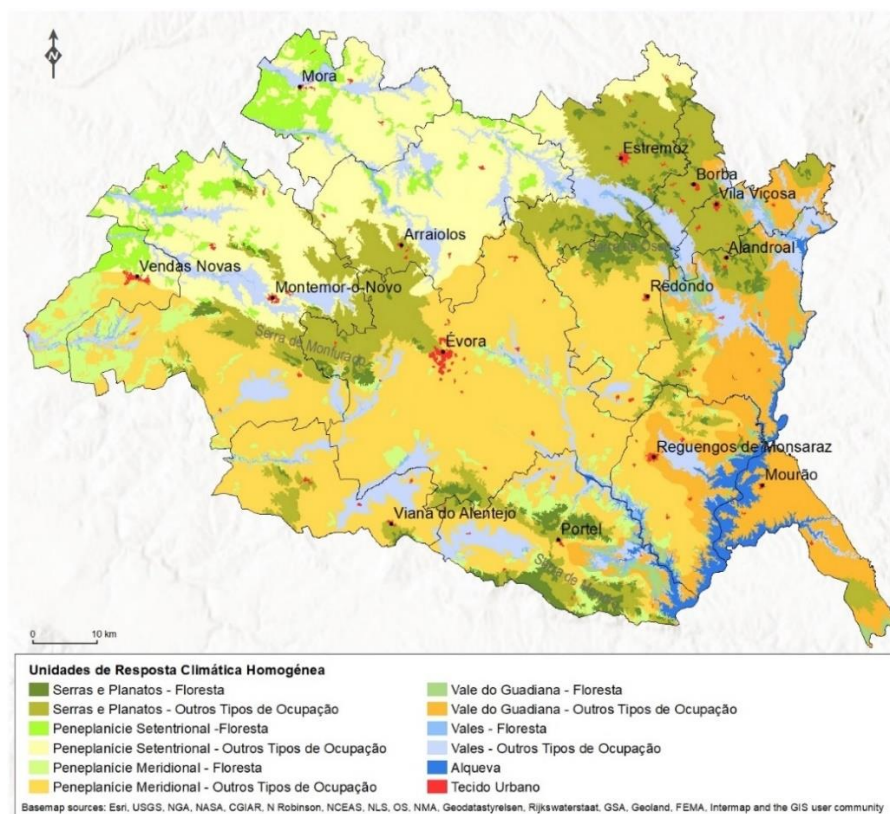 N
Mora
Estremoz
Borba
Vila Viçosa
Arraiolos
Alandroal
Vendas Novas
Montemor-o-Novo
Redondo
Serra de Monfurado
Évora
Reguengos de Monsaraz
Mourão
Viana do Alentejo
Portel
Serra de
0 10 km
Unidades de Resposta Climática Homogénea
Serras e Planatos - Floresta
Serras e Planatos - Outros Tipos de Ocupação
Peneplanície Setentrional -Floresta
Peneplanície Setentrional - Outros Tipos de Ocupação
Peneplanície Meridional - Floresta
Peneplanície Meridional - Outros Tipos de Ocupação
Vale do Guadiana - Floresta
Vale do Guadiana - Outros Tipos de Ocupação
Vales - Floresta
Vales - Outros Tipos de Ocupação
Alqueva
Tecido Urbano
Basemap sources: Esri, USGS, NGA, NASA, CGIAR, N Robinson, NCEAS, NLS, OS, NMA, Geodatastyrelsen, Rijkswaterstaat, GSA, Geoland, FEMA, Intermap and the GIS user community